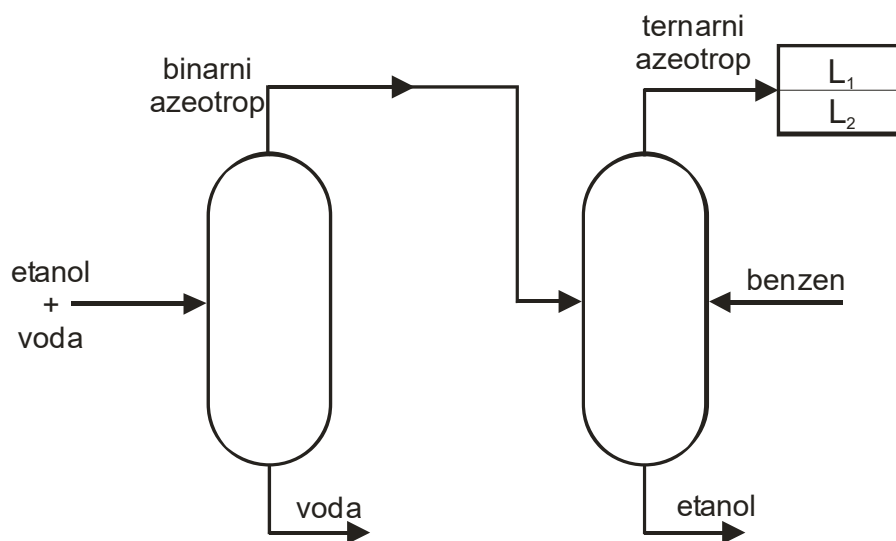 binarni
azeotrop
ternarni
azeotrop
L₁
L₂
etanol
+
voda
benzen
voda
etanol